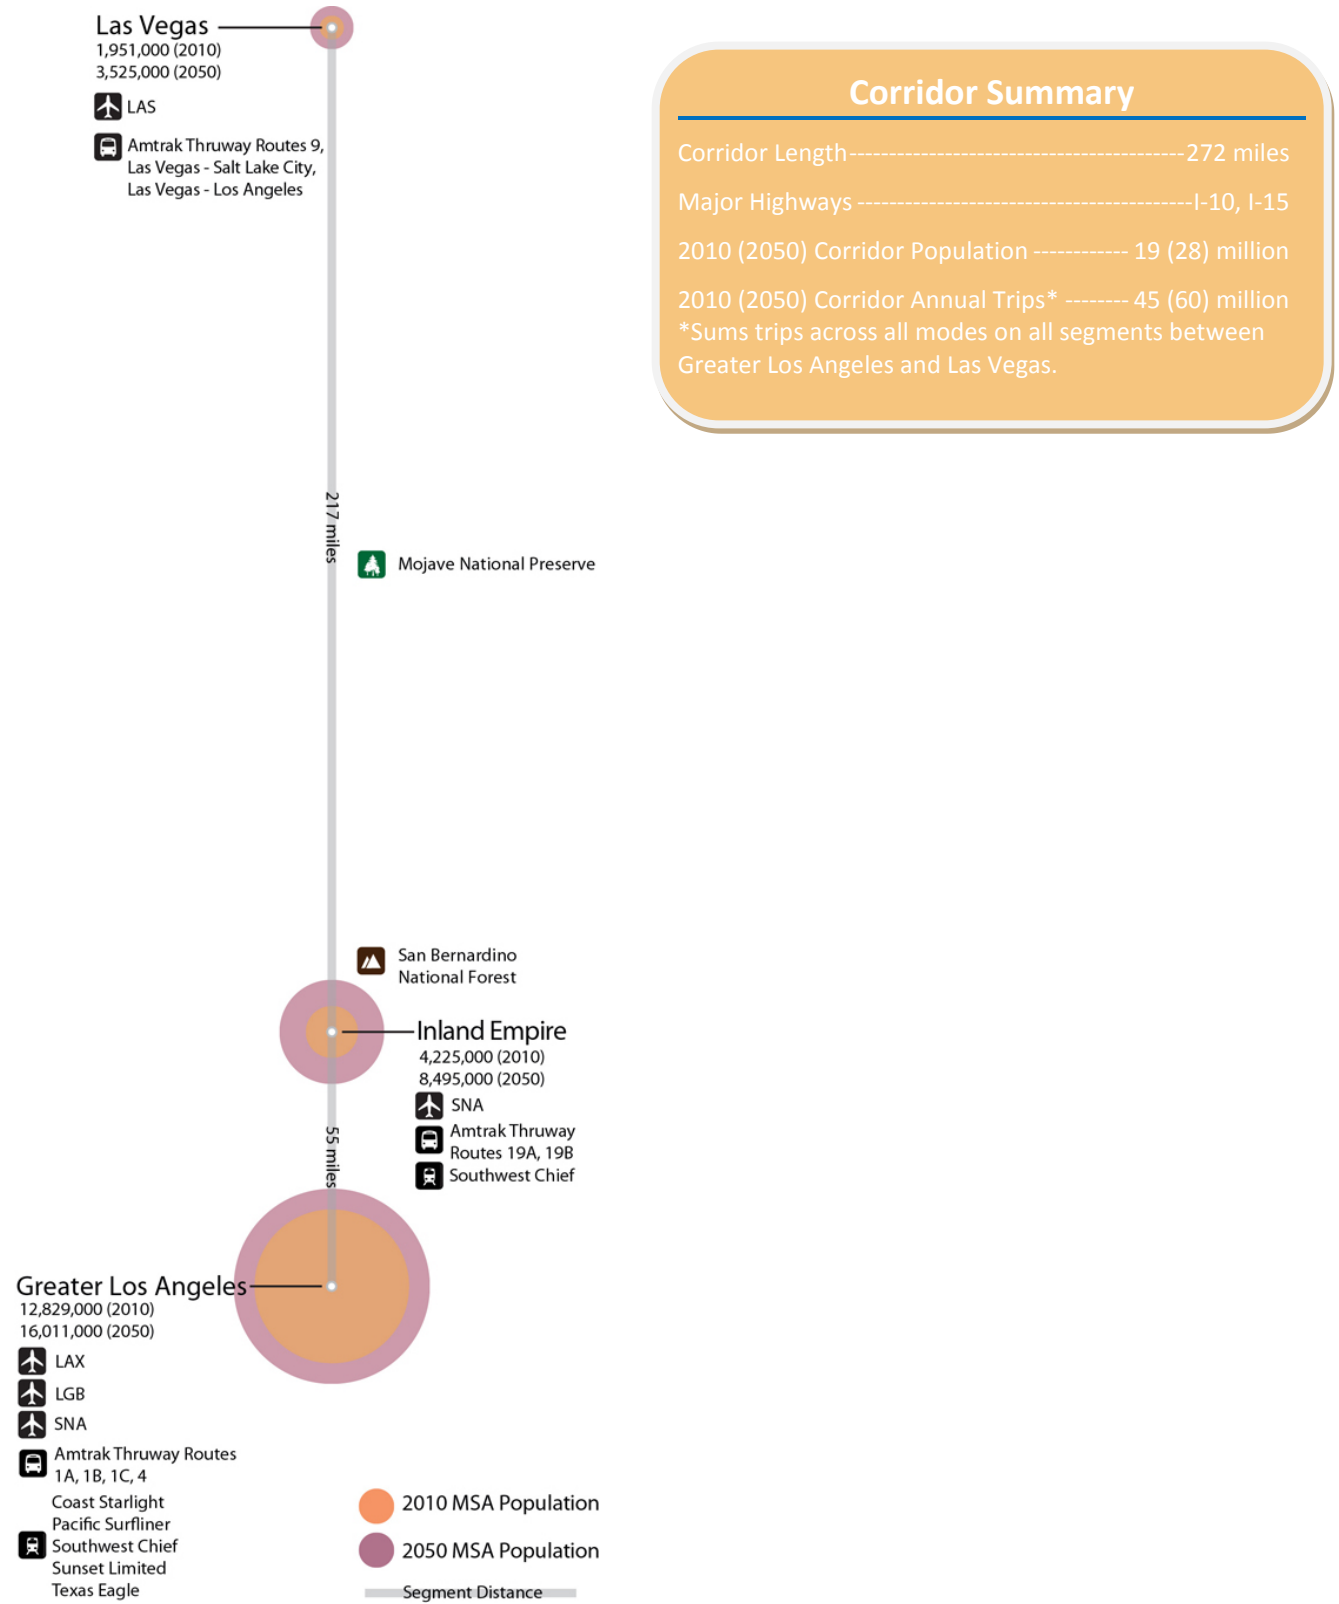 Las Vegas
1,951,000 (2010)
3,525,000 (2050)
LAS
Amtrak Thruway Routes 9,
Las Vegas - Salt Lake City,
Las Vegas - Los Angeles
Corridor Summary
Corridor Length------------------------------------------272 miles
Major Highways ------------------------------------------I-10, I-15
2010 (2050) Corridor Population ------------ 19 (28) million
2010 (2050) Corridor Annual Trips* -------- 45 (60) million
*Sums trips across all modes on all segments between
Greater Los Angeles and Las Vegas.
217 miles
Mojave National Preserve
San Bernardino
National Forest
Inland Empire
4,225,000 (2010)
8,495,000 (2050)
SNA
Amtrak Thruway
Routes 19A, 19B
Southwest Chief
55 miles
Greater Los Angeles
12,829,000 (2010)
16,011,000 (2050)
LAX
LGB
SNA
Amtrak Thruway Routes
1A, 1B, 1C, 4
Coast Starlight
Pacific Surfliner
Southwest Chief
Sunset Limited
Texas Eagle
2010 MSA Population
2050 MSA Population
Segment Distance